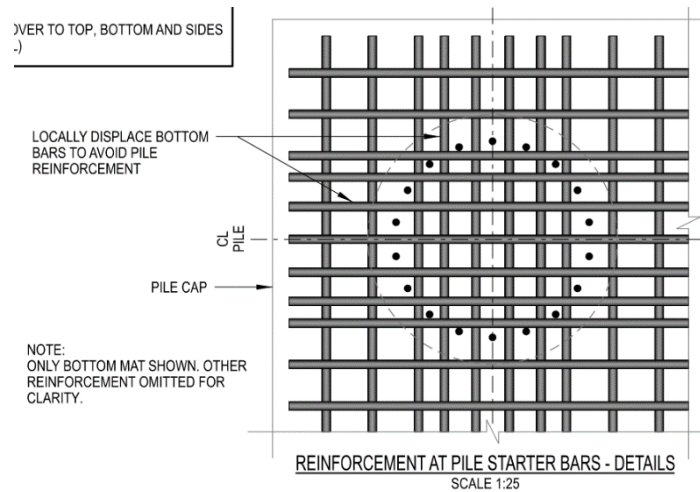 OVER TO TOP, BOTTOM AND SIDES
L)
LOCALLY DISPLACE BOTTOM
BARS TO AVOID PILE
REINFORCEMENT
CL
PILE
PILE CAP
NOTE:
ONLY BOTTOM MAT SHOWN. OTHER
REINFORCEMENT OMITTED FOR
CLARITY.
REINFORCEMENT AT PILE STARTER BARS - DETAILS
SCALE 1:25